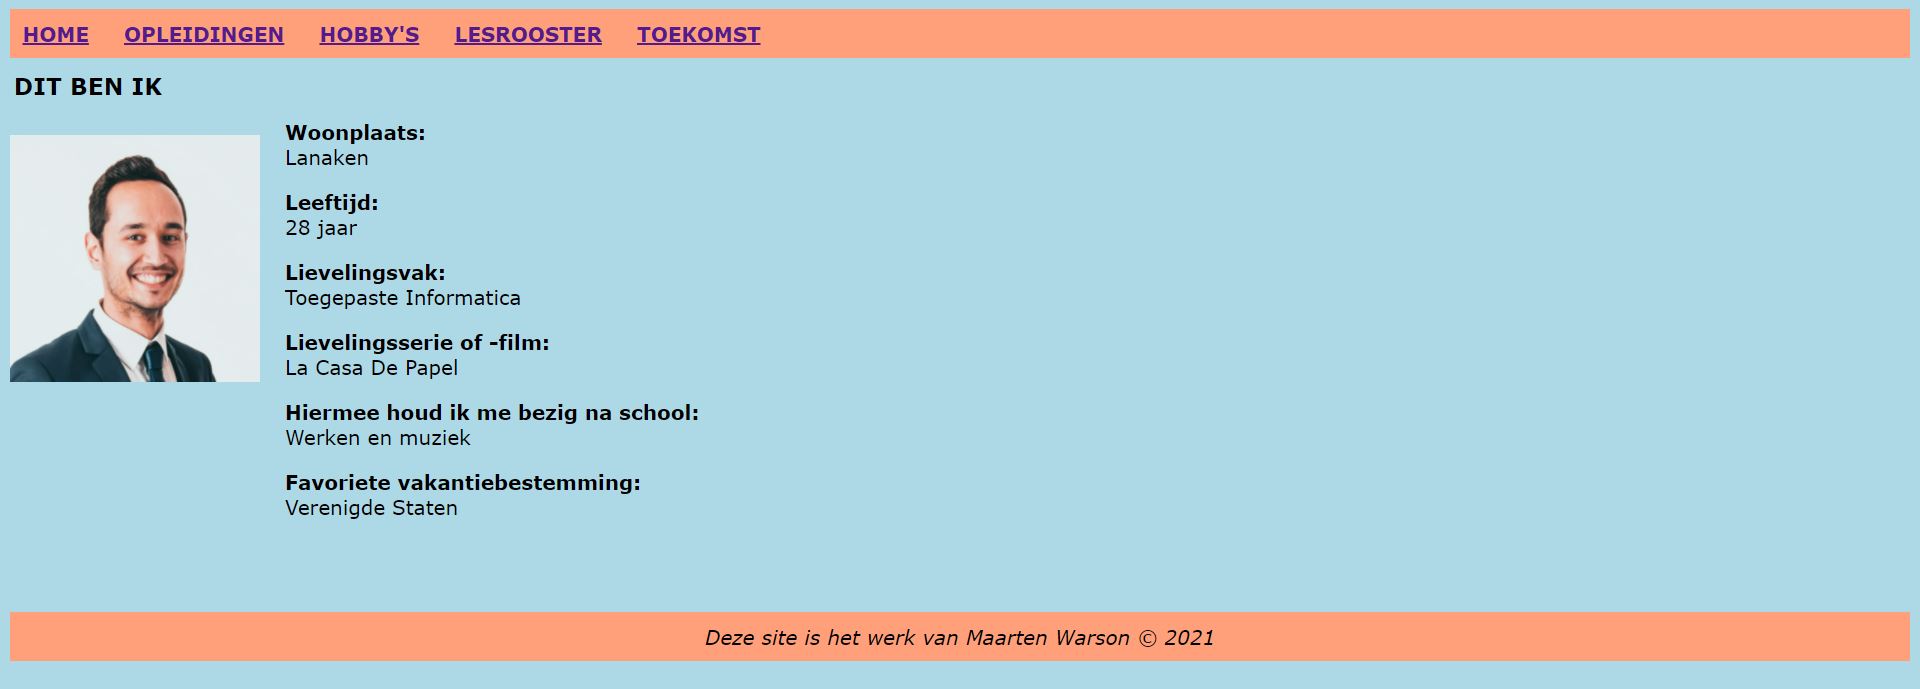 HOME OPLEIDINGEN HOBBY'S LESROOSTER TOEKOMST
DIT BEN IK
Woonplaats:
Lanaken
Leeftijd:
28 jaar
Lievelingsvak:
Toegepaste Informatica
Lievelingsserie of -film:
La Casa De Papel
Hiermee houd ik me bezig na school:
Werken en muziek
Favoriete vakantiebestemming:
Verenigde Staten
Deze site is het werk van Maarten Warson © 2021